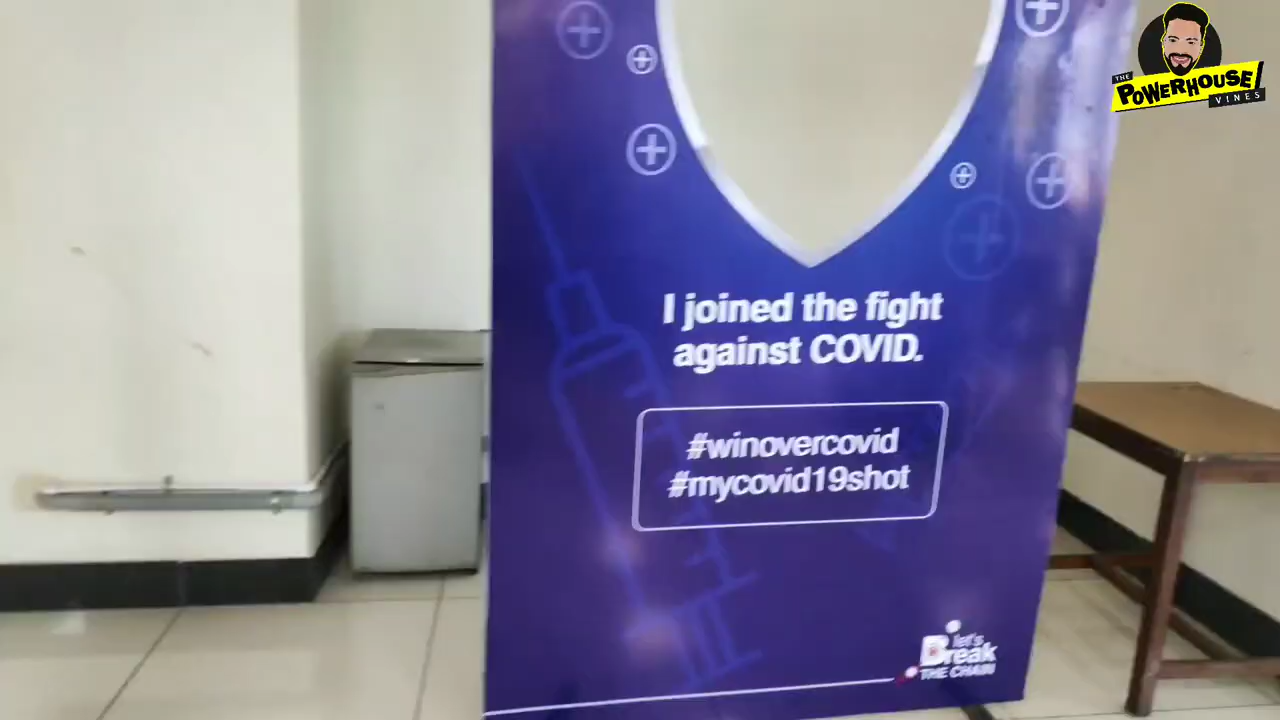 THE
POWERHOUSE
VINES
I joined the fight
against COVID.
#winovercovid
#mycovid19shot
let's
Break
THE CHAIN